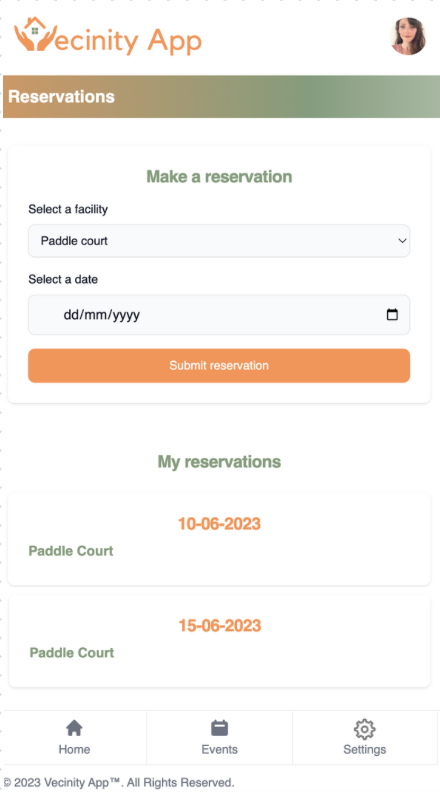 Vecinity App
Reservations
Make a reservation
Select a facility
Paddle court
Select a date
dd/mm/yyyy
Submit reservation
My reservations
10-06-2023
Paddle Court
15-06-2023
Paddle Court
Home Events Settings
© 2023 Vecinity App™. All Rights Reserved.